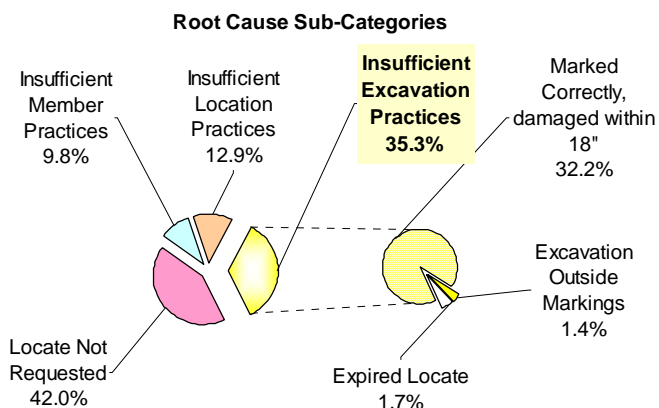 Root Cause Sub-Categories
Insufficient
Member
Practices
9.8%
Insufficient
Location
Practices
12.9%
Insufficient
Excavation
Practices
35.3%
Marked
Correctly,
damaged within
18"
32.2%
Excavation
Outside
Markings
1.4%
Locate Not
Requested
42.0%
Expired Locate
1.7%